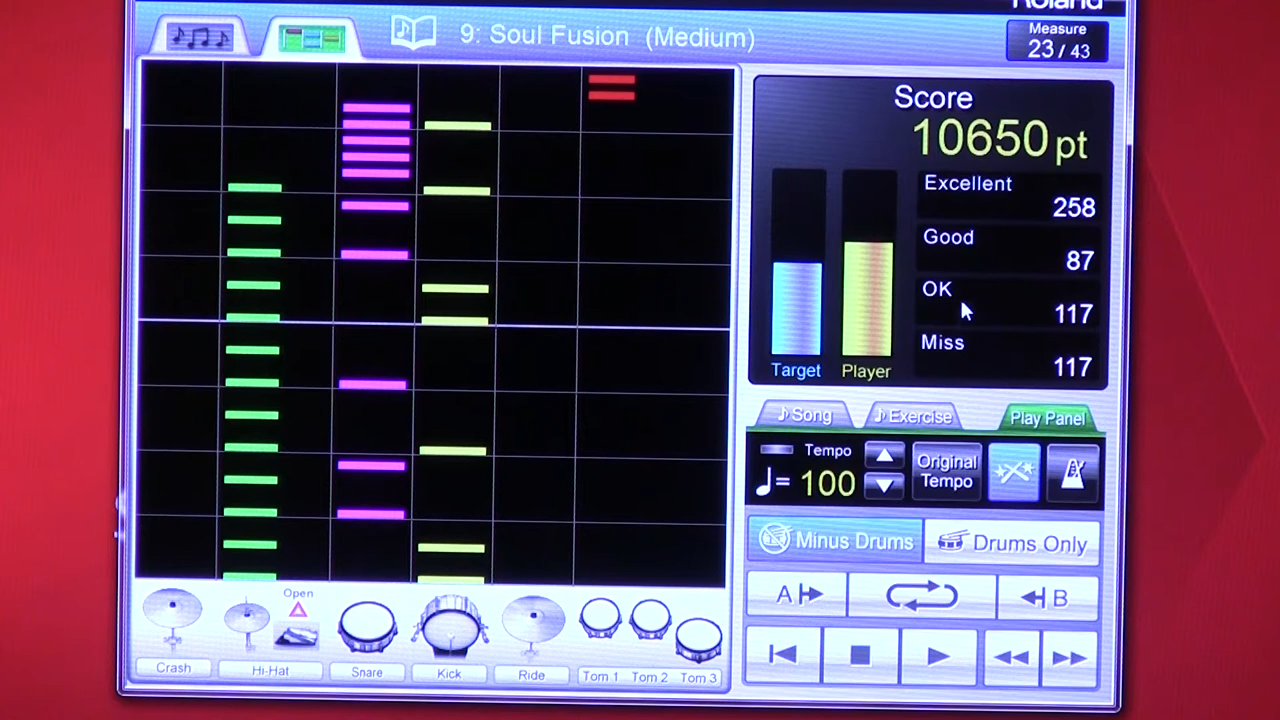 Roland
9: Soul Fusion (Medium)
Measure
23 / 43
Score
10650 pt
Excellent
258
Good
87
OK
117
Miss
117
Target
Player
Song
Exercise
Play Panel
Tempo
= 100
Original
Tempo
Minus Drums
Drums Only
A
B
Open
Crash
Hi-Hat
Snare
Kick
Ride
Tom 1
Tom 2
Tom 3